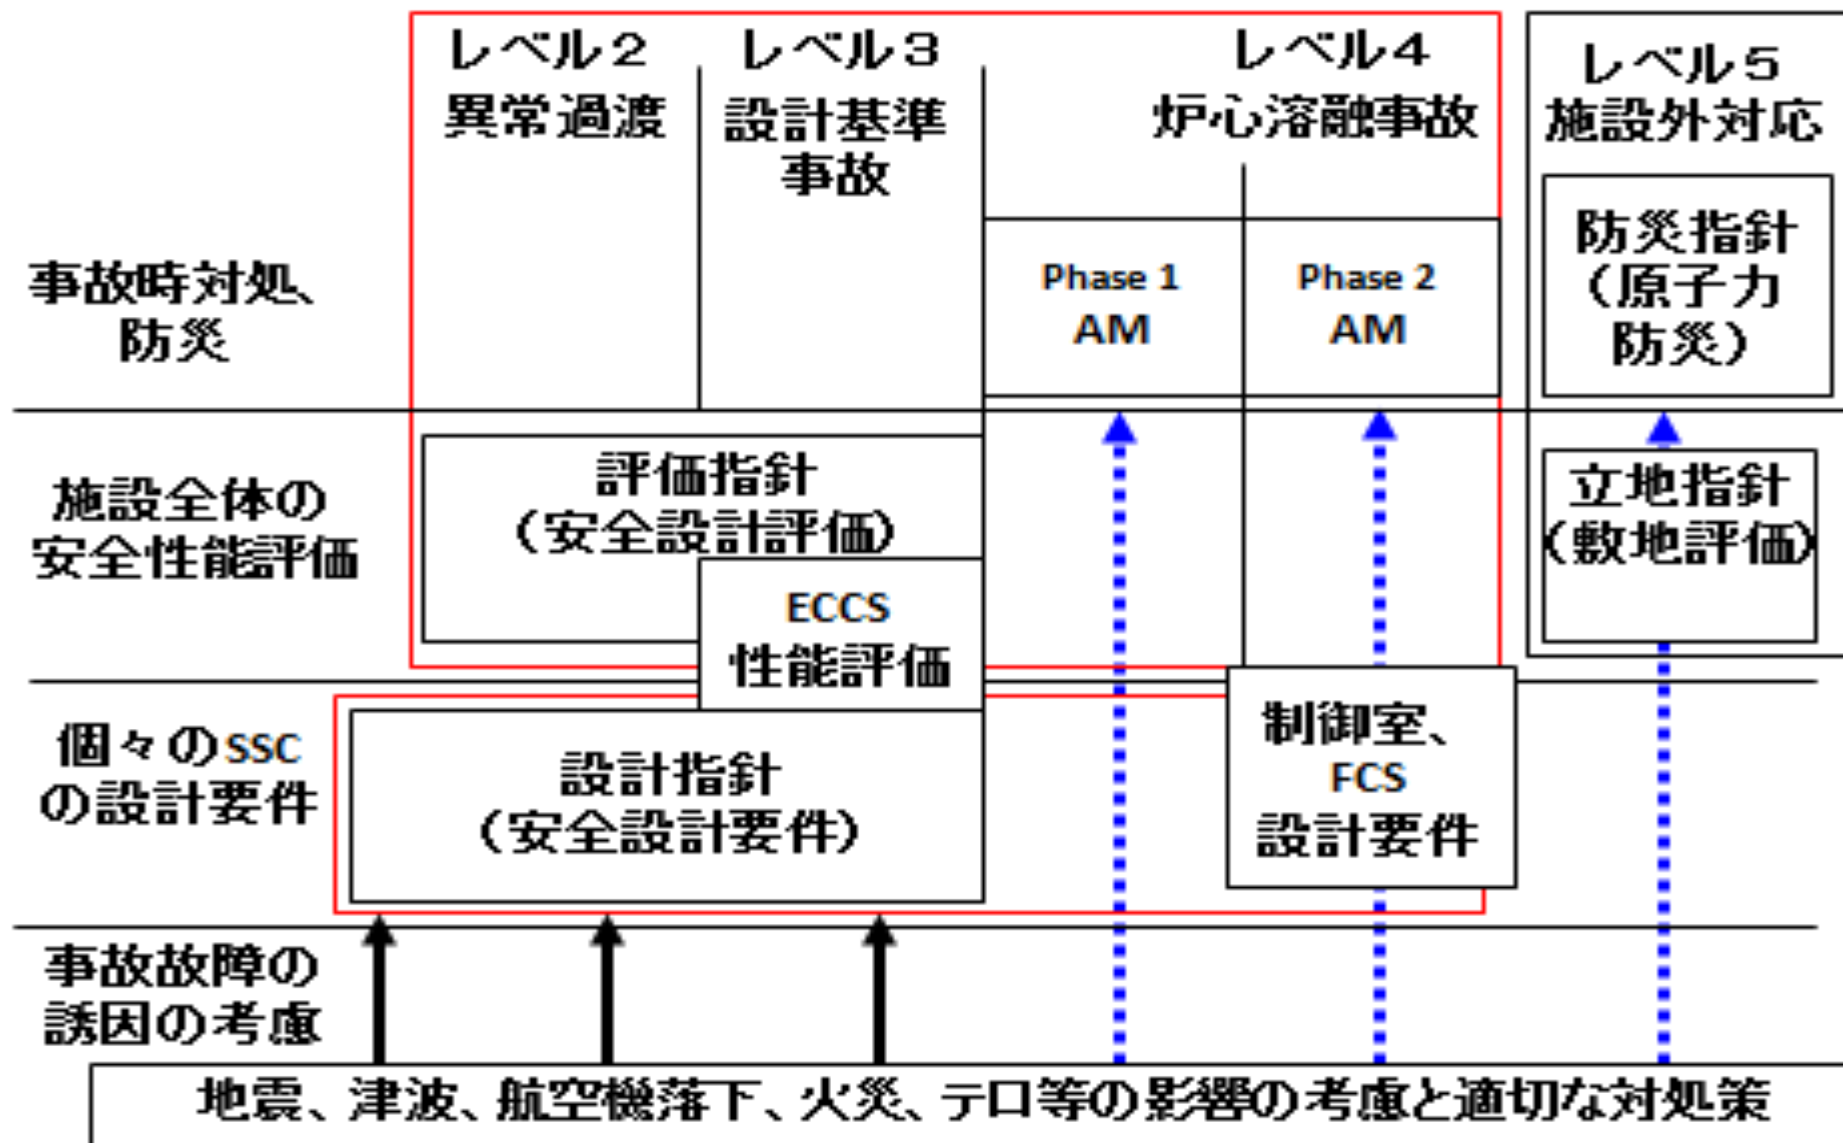 レベル2
異常過渡
レベル3
設計基準
事故
レベル4
炉心溶融事故
レベル5
施設外対応
事故時対処、
防災
Phase 1
AM
Phase 2
AM
防災指針
（原子力
防災）
施設全体の
安全性能評価
評価指針
（安全設計評価）
ECCS
性能評価
立地指針
（敷地評価）
個々のSSC
の設計要件
設計指針
（安全設計要件）
制御室、
FCS
設計要件
事故故障の
誘因の考慮
地震、津波、航空機落下、火災、テロ等の影響の考慮と適切な対処策